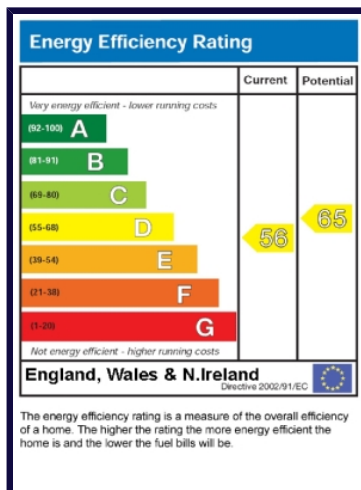 Energy Efficiency Rating
Current Potential
Very energy efficient - lower running costs
(92-100) A
(81-91) B
(69-80) C
(55-68) D
65
56
(39-54) E
(21-38) F
(1-20) G
Not energy efficient - higher running costs
England, Wales & N.Ireland
Directive 2002/91/EC
The energy efficiency rating is a measure of the overall efficiency
of a home. The higher the rating the more energy efficient the
home is and the lower the fuel bills will be.